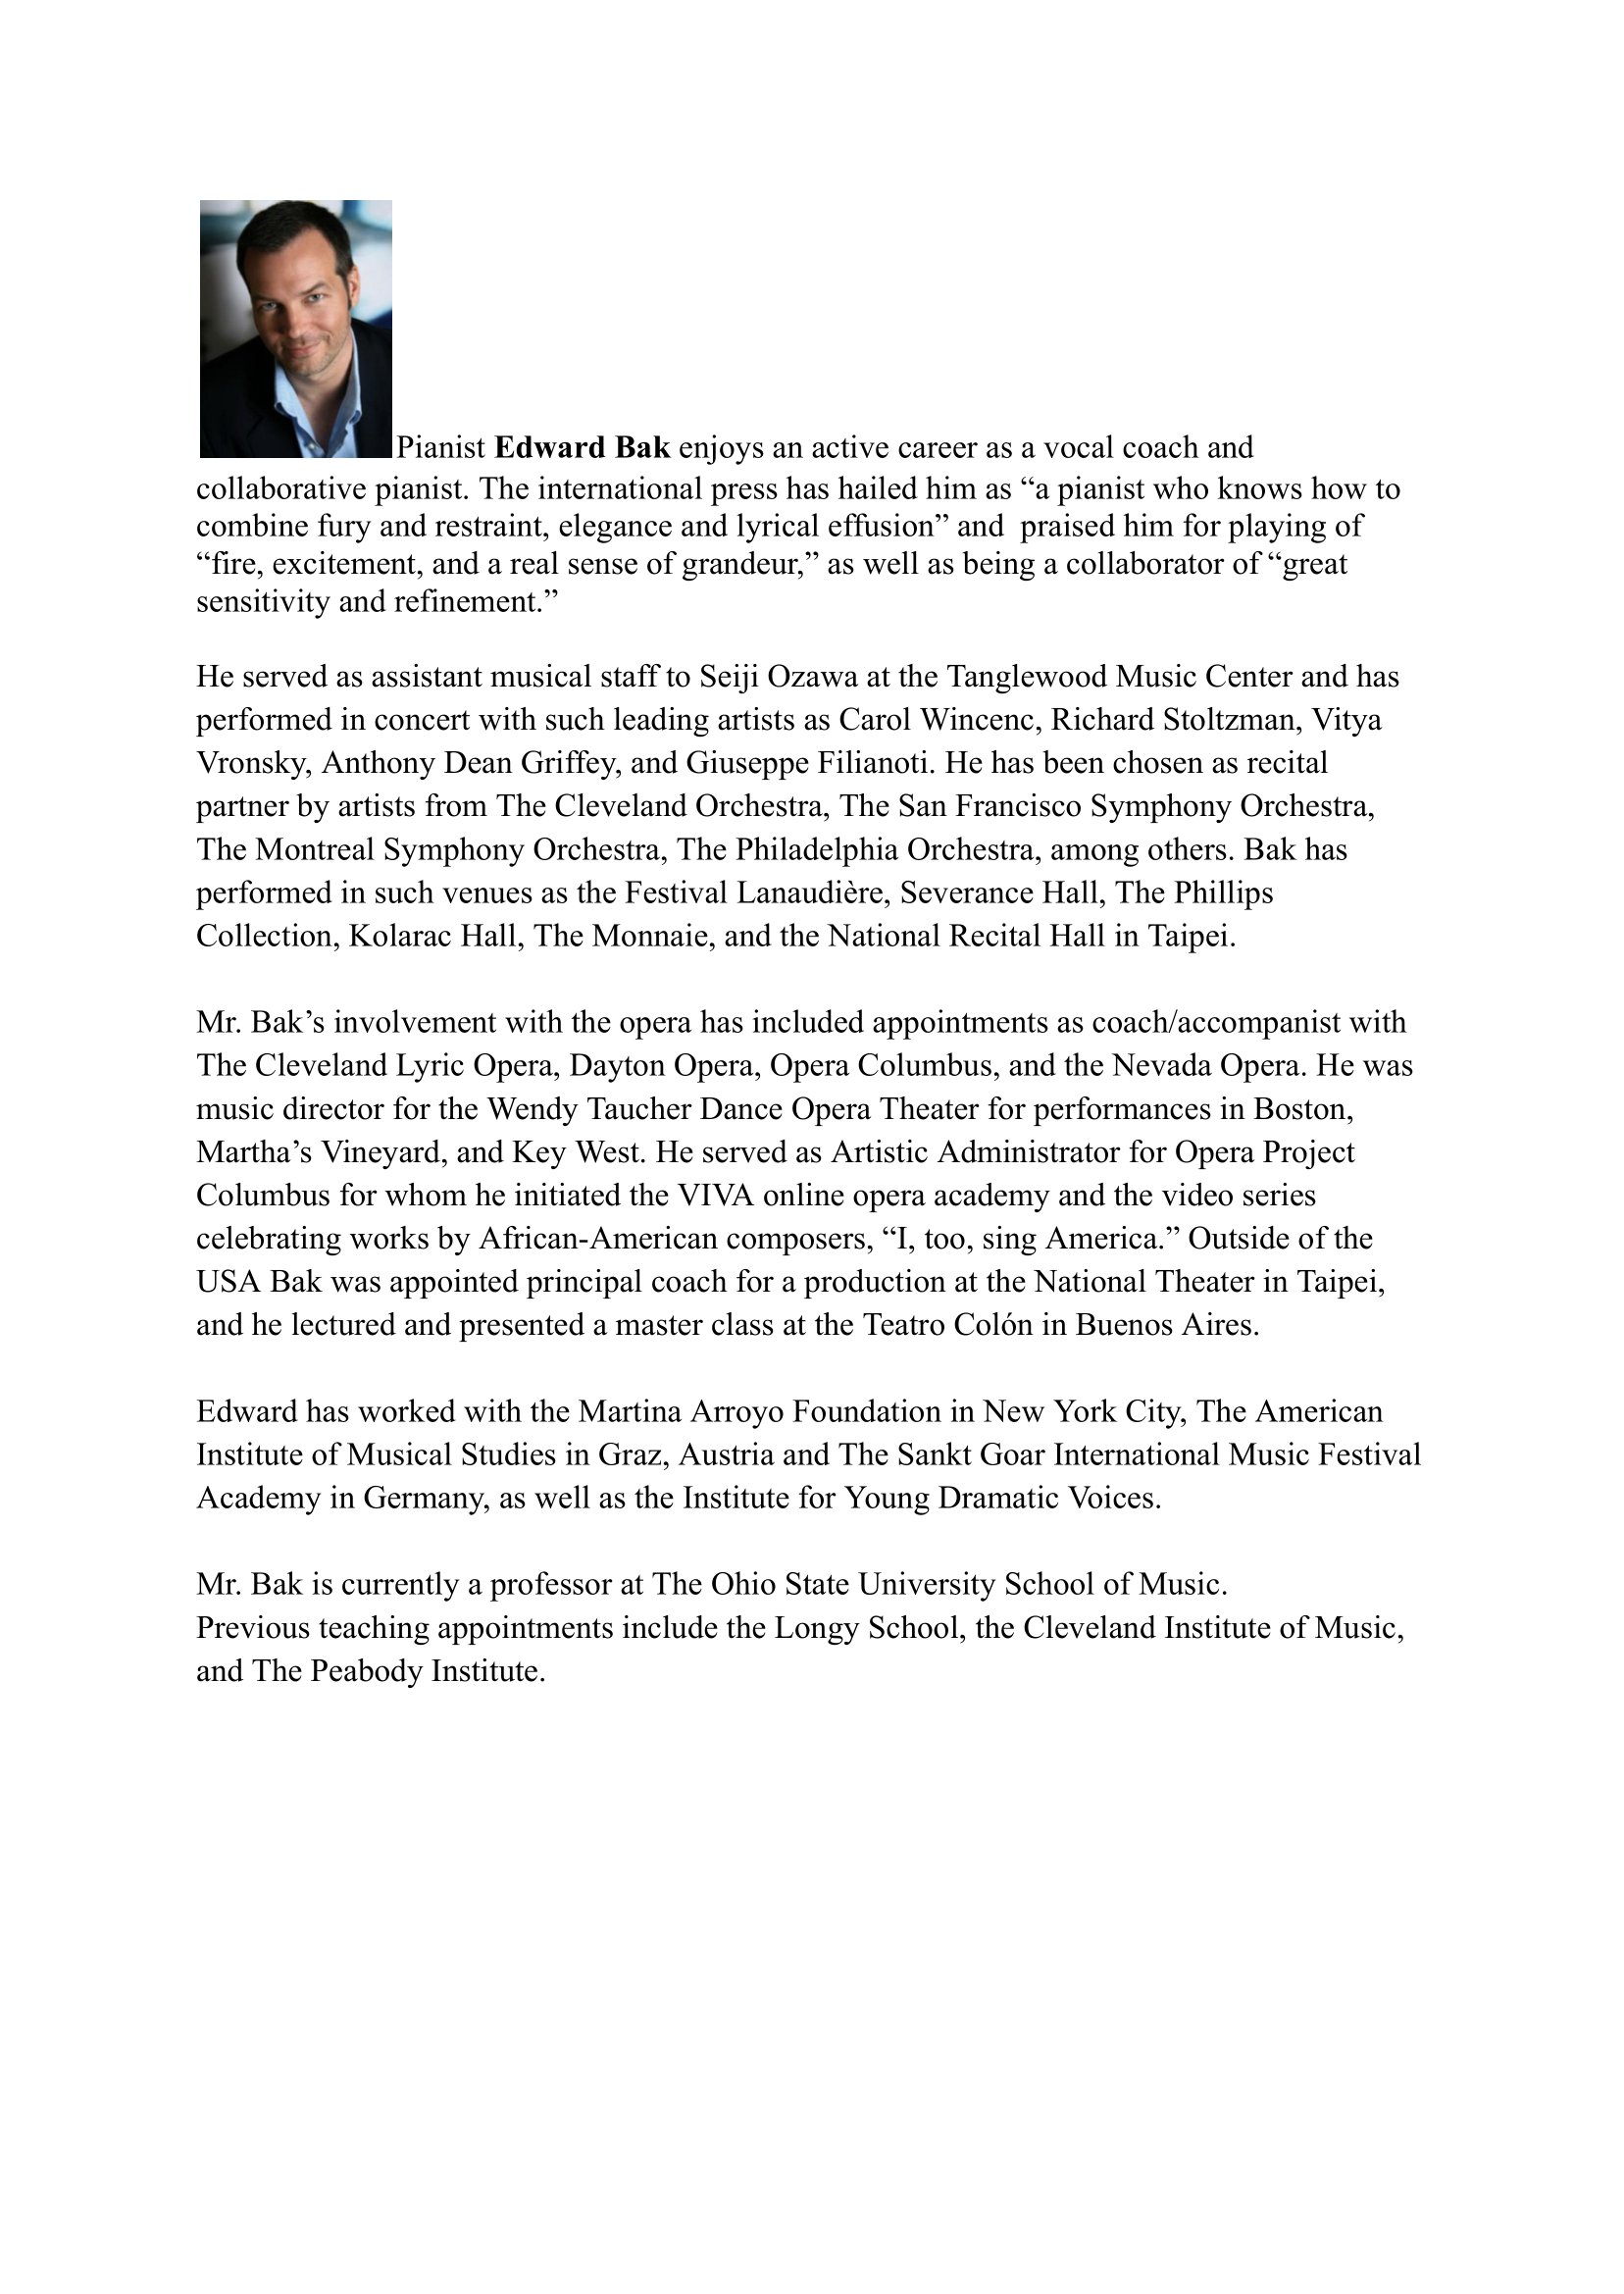 Pianist Edward Bak enjoys an active career as a vocal coach and
collaborative pianist. The international press has hailed him as “a pianist who knows how to
combine fury and restraint, elegance and lyrical effusion” and  praised him for playing of
“fire, excitement, and a real sense of grandeur,” as well as being a collaborator of “great
sensitivity and refinement.”
He served as assistant musical staff to Seiji Ozawa at the Tanglewood Music Center and has
performed in concert with such leading artists as Carol Wincenc, Richard Stoltzman, Vitya
Vronsky, Anthony Dean Griffey, and Giuseppe Filianoti. He has been chosen as recital
partner by artists from The Cleveland Orchestra, The San Francisco Symphony Orchestra,
The Montreal Symphony Orchestra, The Philadelphia Orchestra, among others. Bak has
performed in such venues as the Festival Lanaudière, Severance Hall, The Phillips
Collection, Kolarac Hall, The Monnaie, and the National Recital Hall in Taipei.
Mr. Bak’s involvement with the opera has included appointments as coach/accompanist with
The Cleveland Lyric Opera, Dayton Opera, Opera Columbus, and the Nevada Opera. He was
music director for the Wendy Taucher Dance Opera Theater for performances in Boston,
Martha’s Vineyard, and Key West. He served as Artistic Administrator for Opera Project
Columbus for whom he initiated the VIVA online opera academy and the video series
celebrating works by African-American composers, “I, too, sing America.” Outside of the
USA Bak was appointed principal coach for a production at the National Theater in Taipei,
and he lectured and presented a master class at the Teatro Colón in Buenos Aires.
Edward has worked with the Martina Arroyo Foundation in New York City, The American
Institute of Musical Studies in Graz, Austria and The Sankt Goar International Music Festival
Academy in Germany, as well as the Institute for Young Dramatic Voices.
Mr. Bak is currently a professor at The Ohio State University School of Music.
Previous teaching appointments include the Longy School, the Cleveland Institute of Music,
and The Peabody Institute.